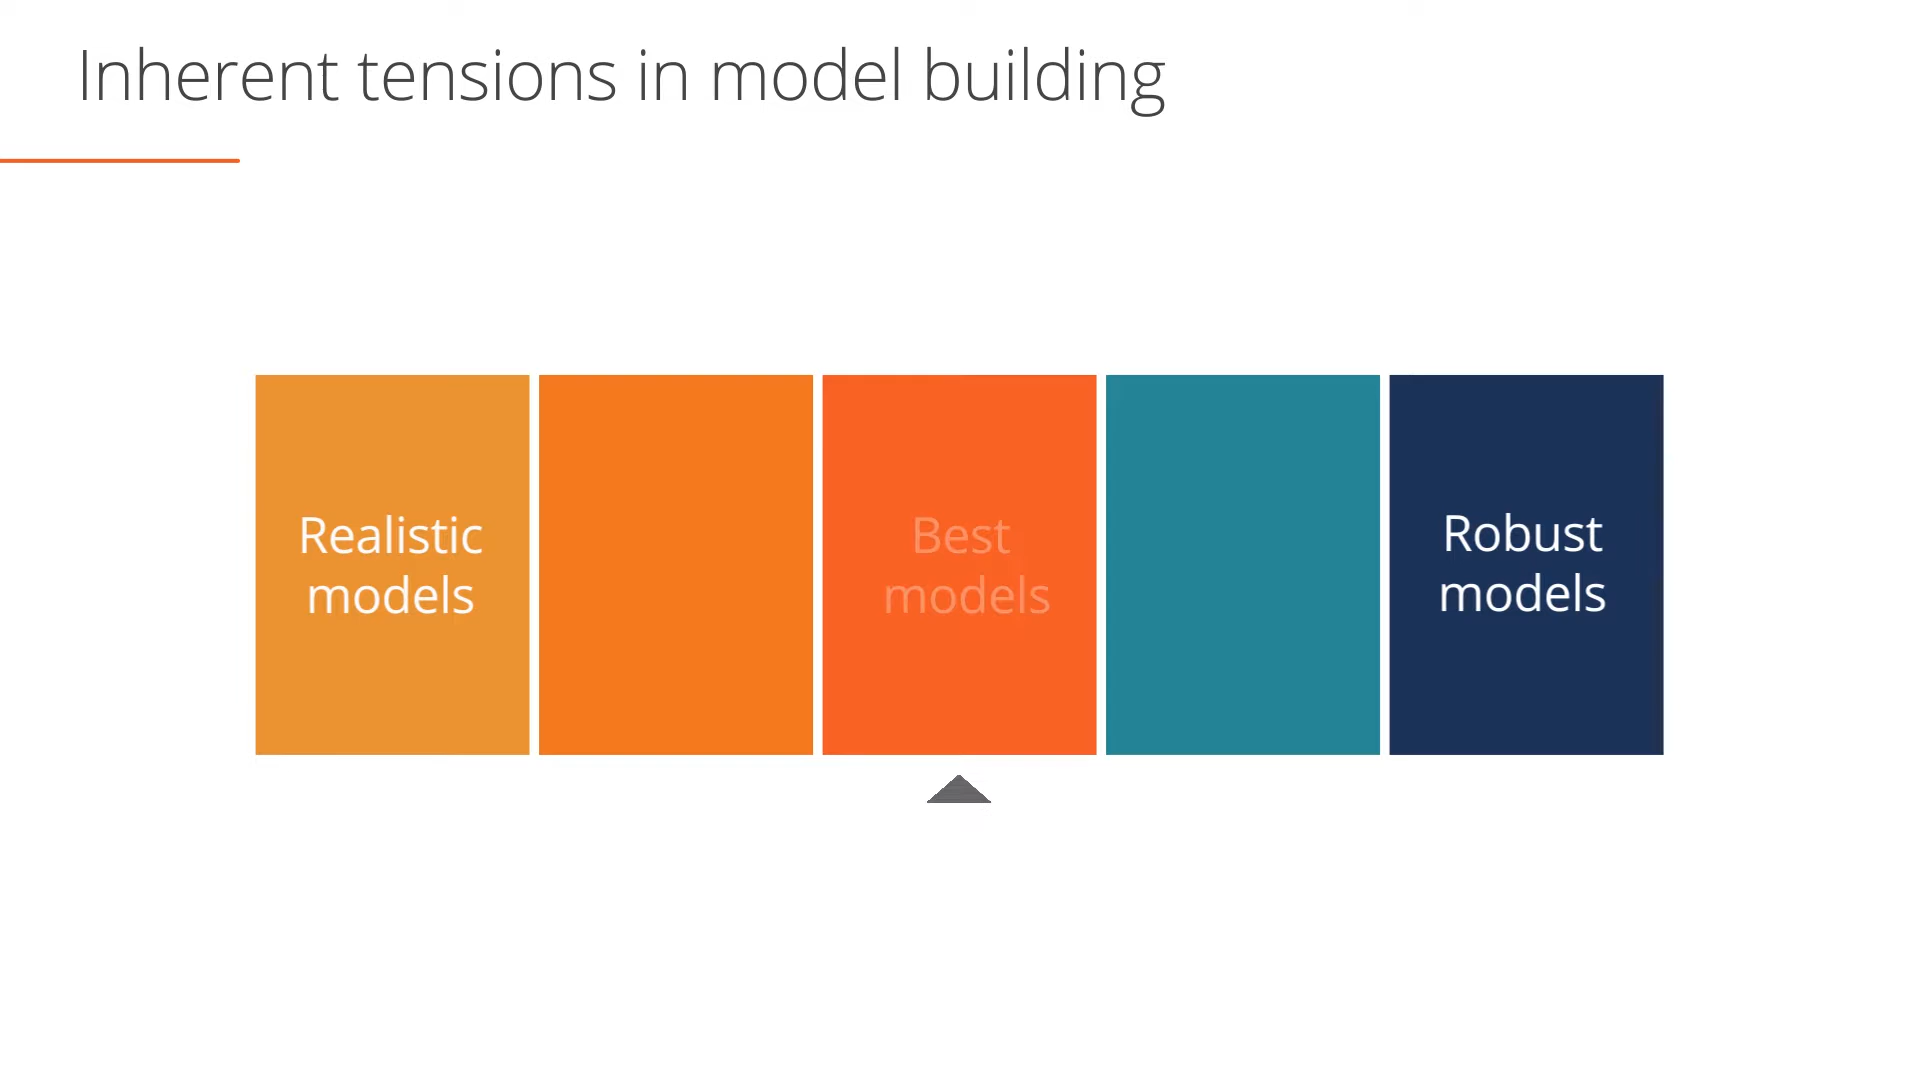 Inherent tensions in model building
Realistic
models
Best
models
Robust
models